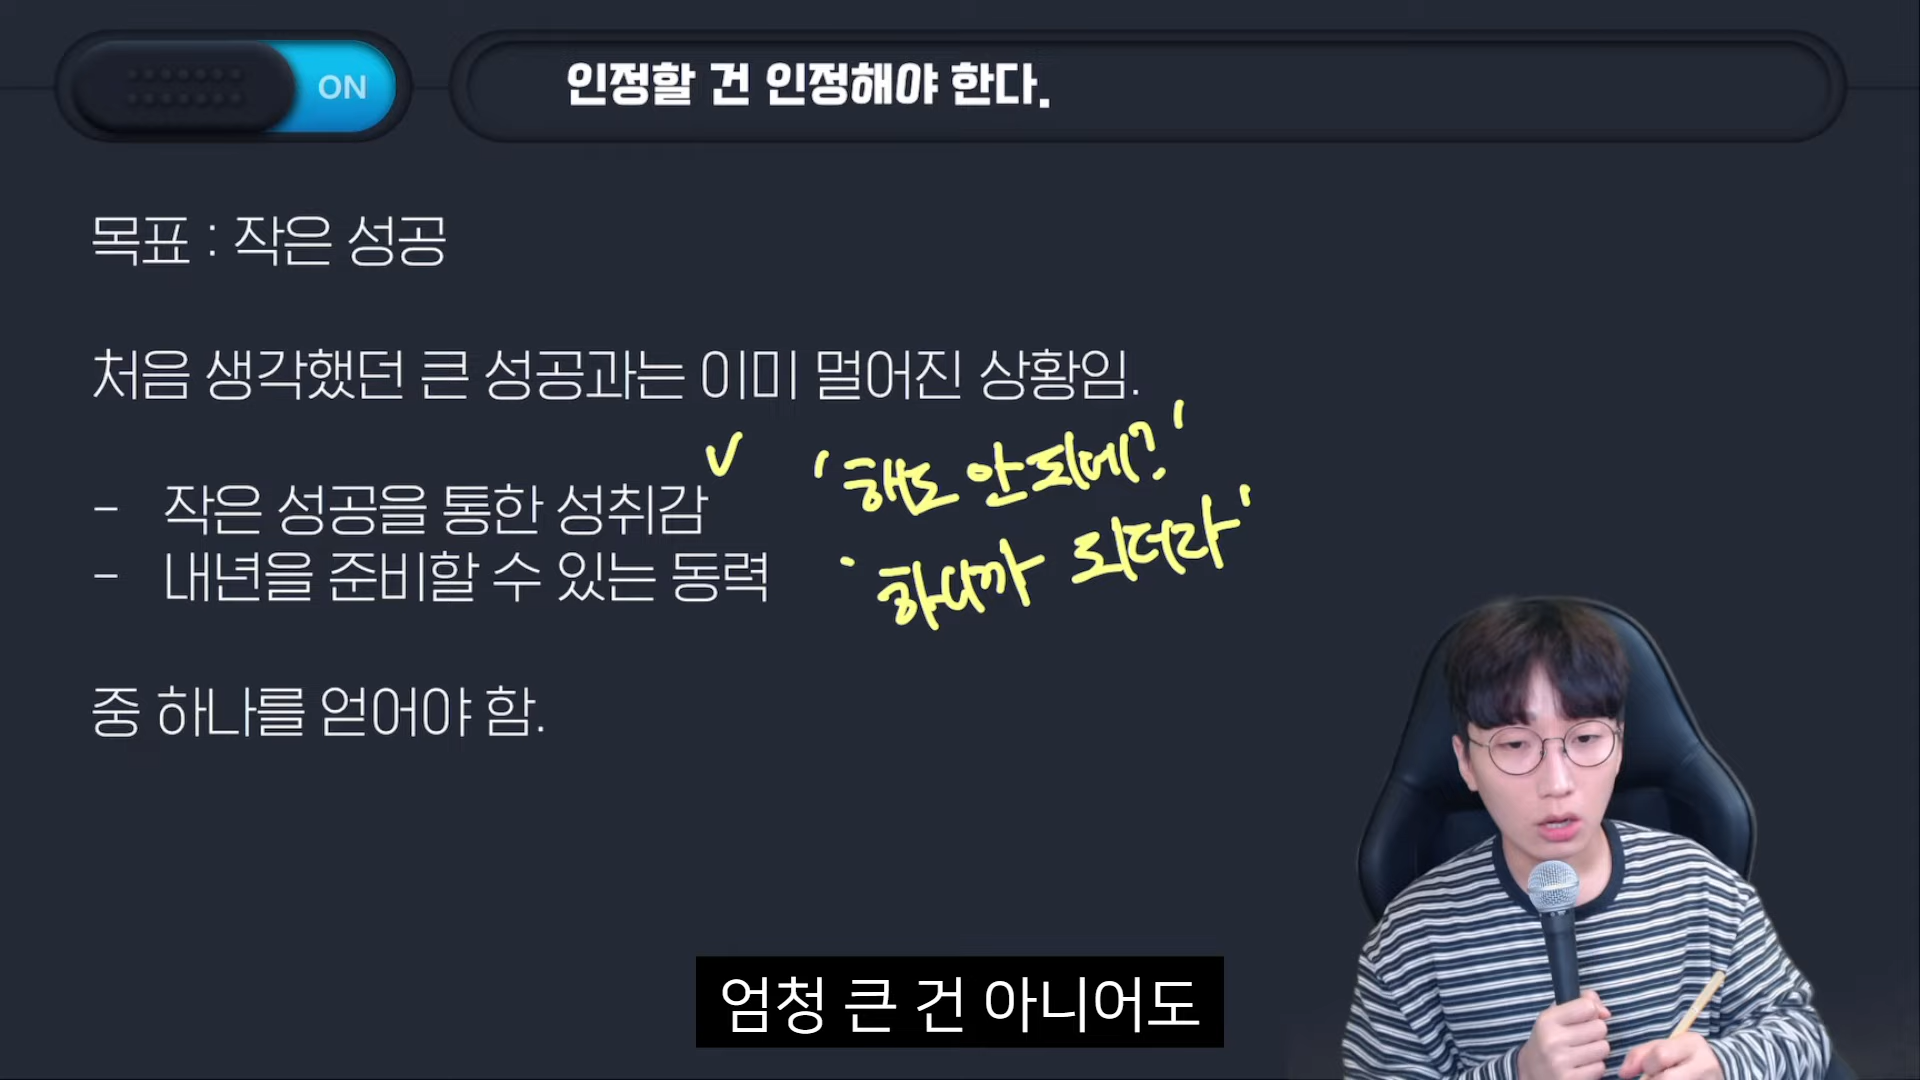 ON
인정할 건 인정해야 한다.
목표 : 작은 성공
처음 생각했던 큰 성공과는 이미 멀어진 상황임.
- 작은 성공을 통한 성취감
'해도 안되네?'
- 내년을 준비할 수 있는 동력
'하니까 되더라'
중 하나를 얻어야 함.
엄청 큰 건 아니어도